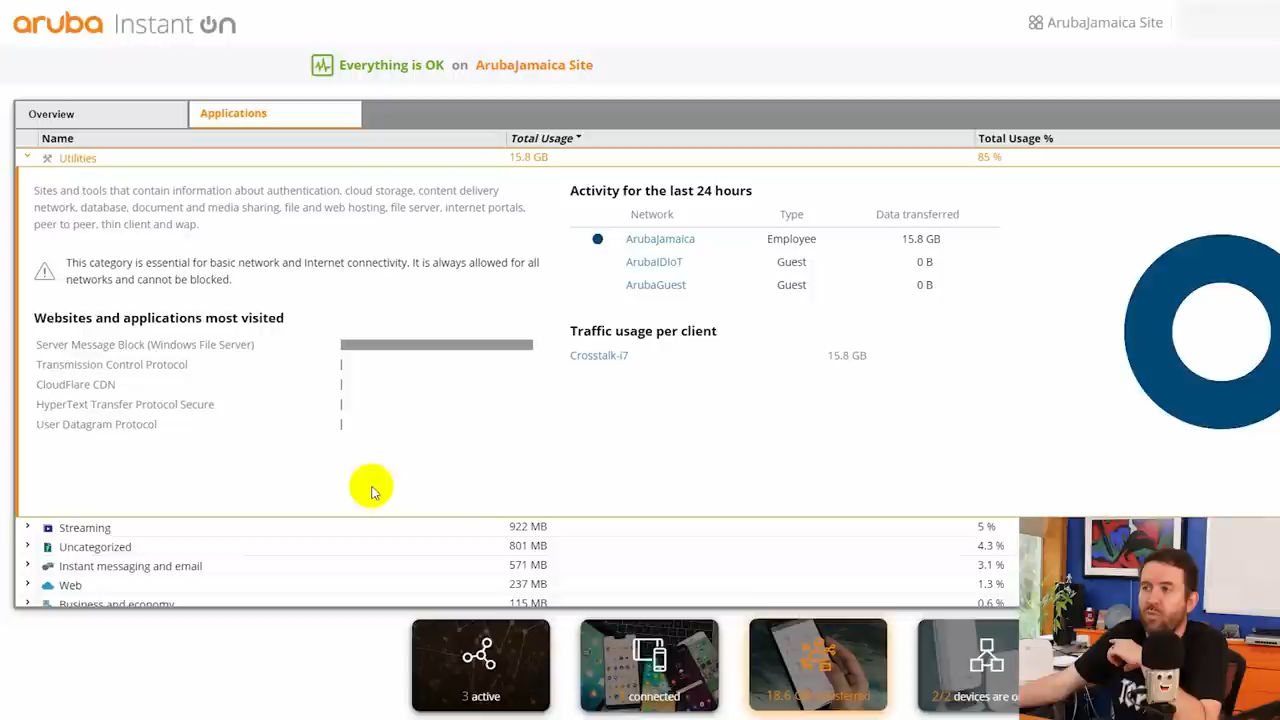 aruba Instant On
ArubaJamaica Site
Everything is OK on ArubaJamaica Site
Overview
Applications
Name
Total Usage
Total Usage %
Utilities
15.8 GB
85 %
Sites and tools that contain information about authentication, cloud storage, content delivery
network, database, document and media sharing, file and web hosting, file server, internet portals,
peer to peer, thin client and wap.
This category is essential for basic network and Internet connectivity. It is always allowed for all
networks and cannot be blocked.
Websites and applications most visited
Server Message Block (Windows File Server)
Transmission Control Protocol
CloudFlare CDN
HyperText Transfer Protocol Secure
User Datagram Protocol
Activity for the last 24 hours
Network Type Data transferred
ArubaJamaica Employee 15.8 GB
ArubaIDIoT Guest 0 B
ArubaGuest Guest 0 B
Traffic usage per client
Crosstalk-i7 15.8 GB
Streaming 922 MB 5 %
Uncategorized 801 MB 4.3 %
Instant messaging and email 571 MB 3.1 %
Web 237 MB 1.3 %
Business and economy 115 MB 0.6 %
3 active
connected
18.6 GB transferred
2/2 devices are